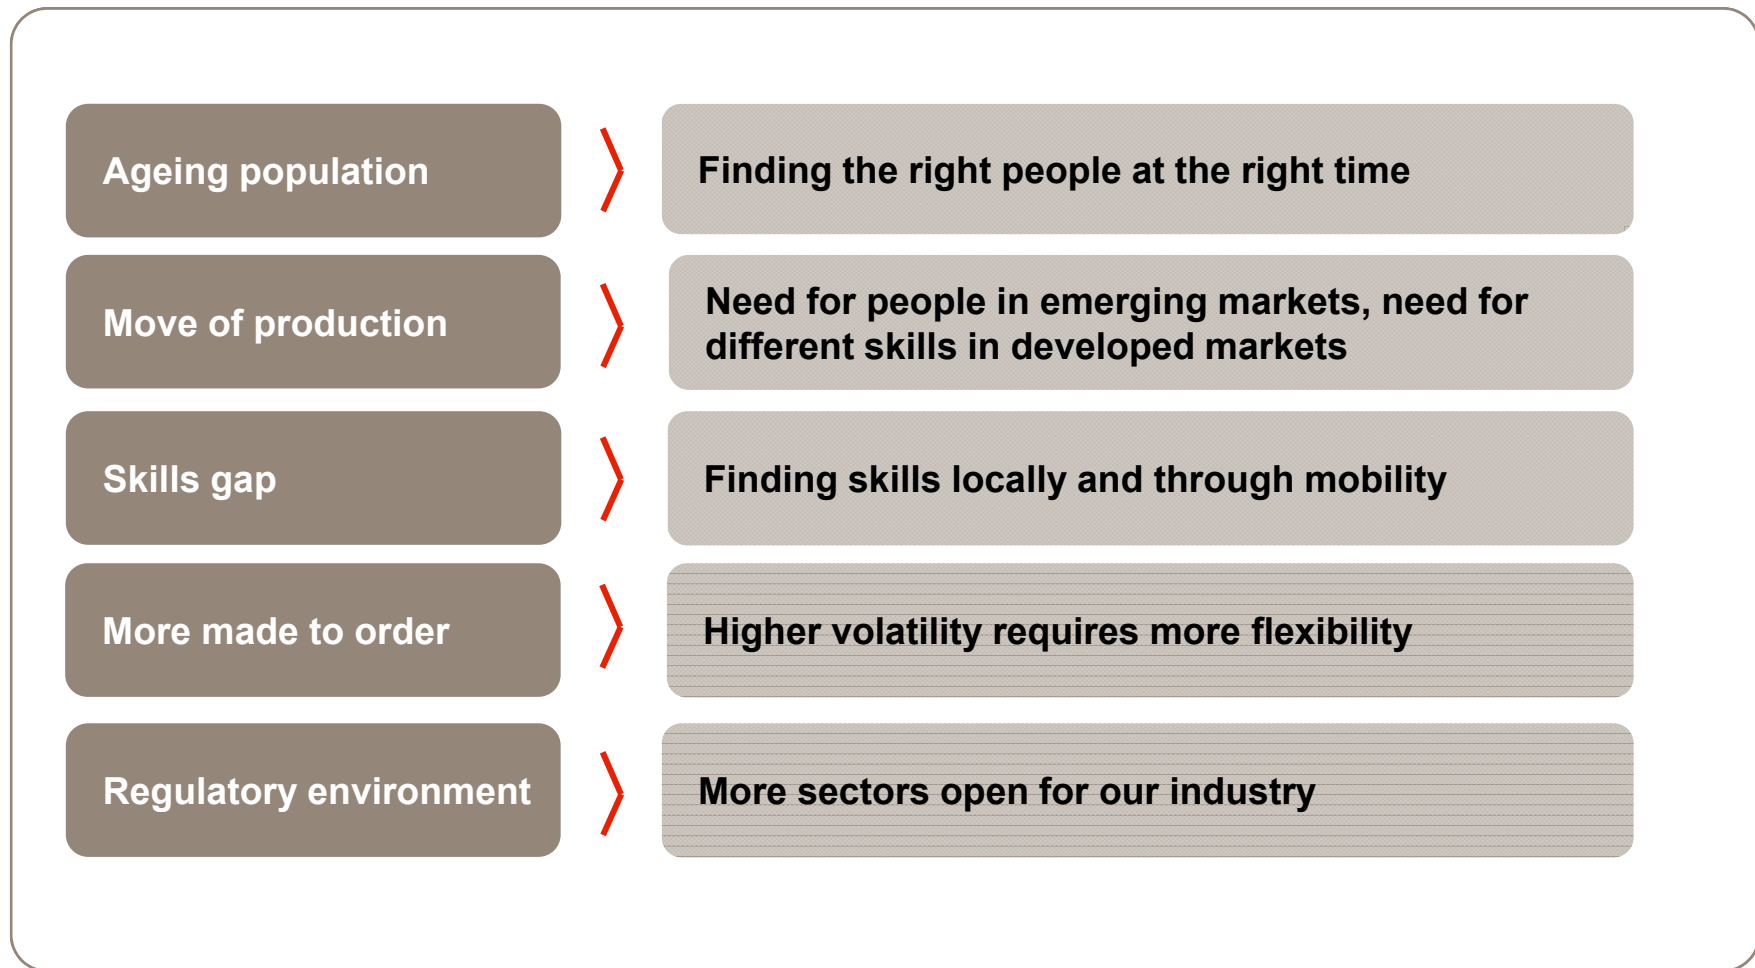 Ageing population
Finding the right people at the right time
Move of production
Need for people in emerging markets, need for
different skills in developed markets
Skills gap
Finding skills locally and through mobility
More made to order
Higher volatility requires more flexibility
Regulatory environment
More sectors open for our industry